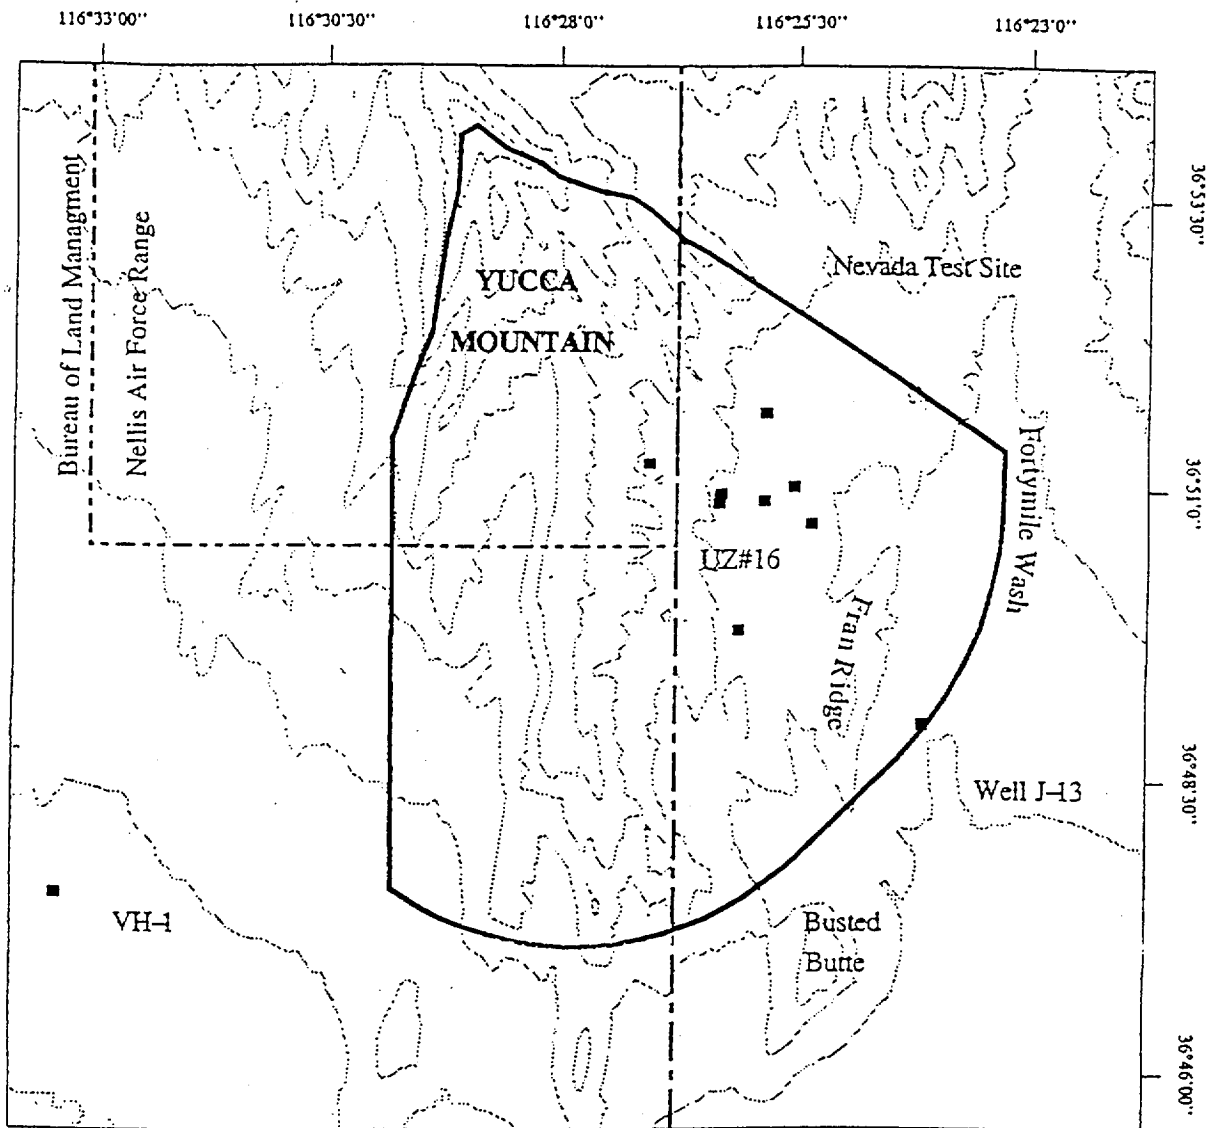 116°33'00"
116°30'30"
116°28'0"
116°25'30"
116°23'0"
36°53'30"
Bureau of Land Managment
Nellis Air Force Range
YUCCA
MOUNTAIN
Nevada Test Site
Fortymile Wash
36°51'0"
UZ#16
Fran Ridge
36°48'30"
Well J-13
VH-1
Busted
Butte
36°46'00"